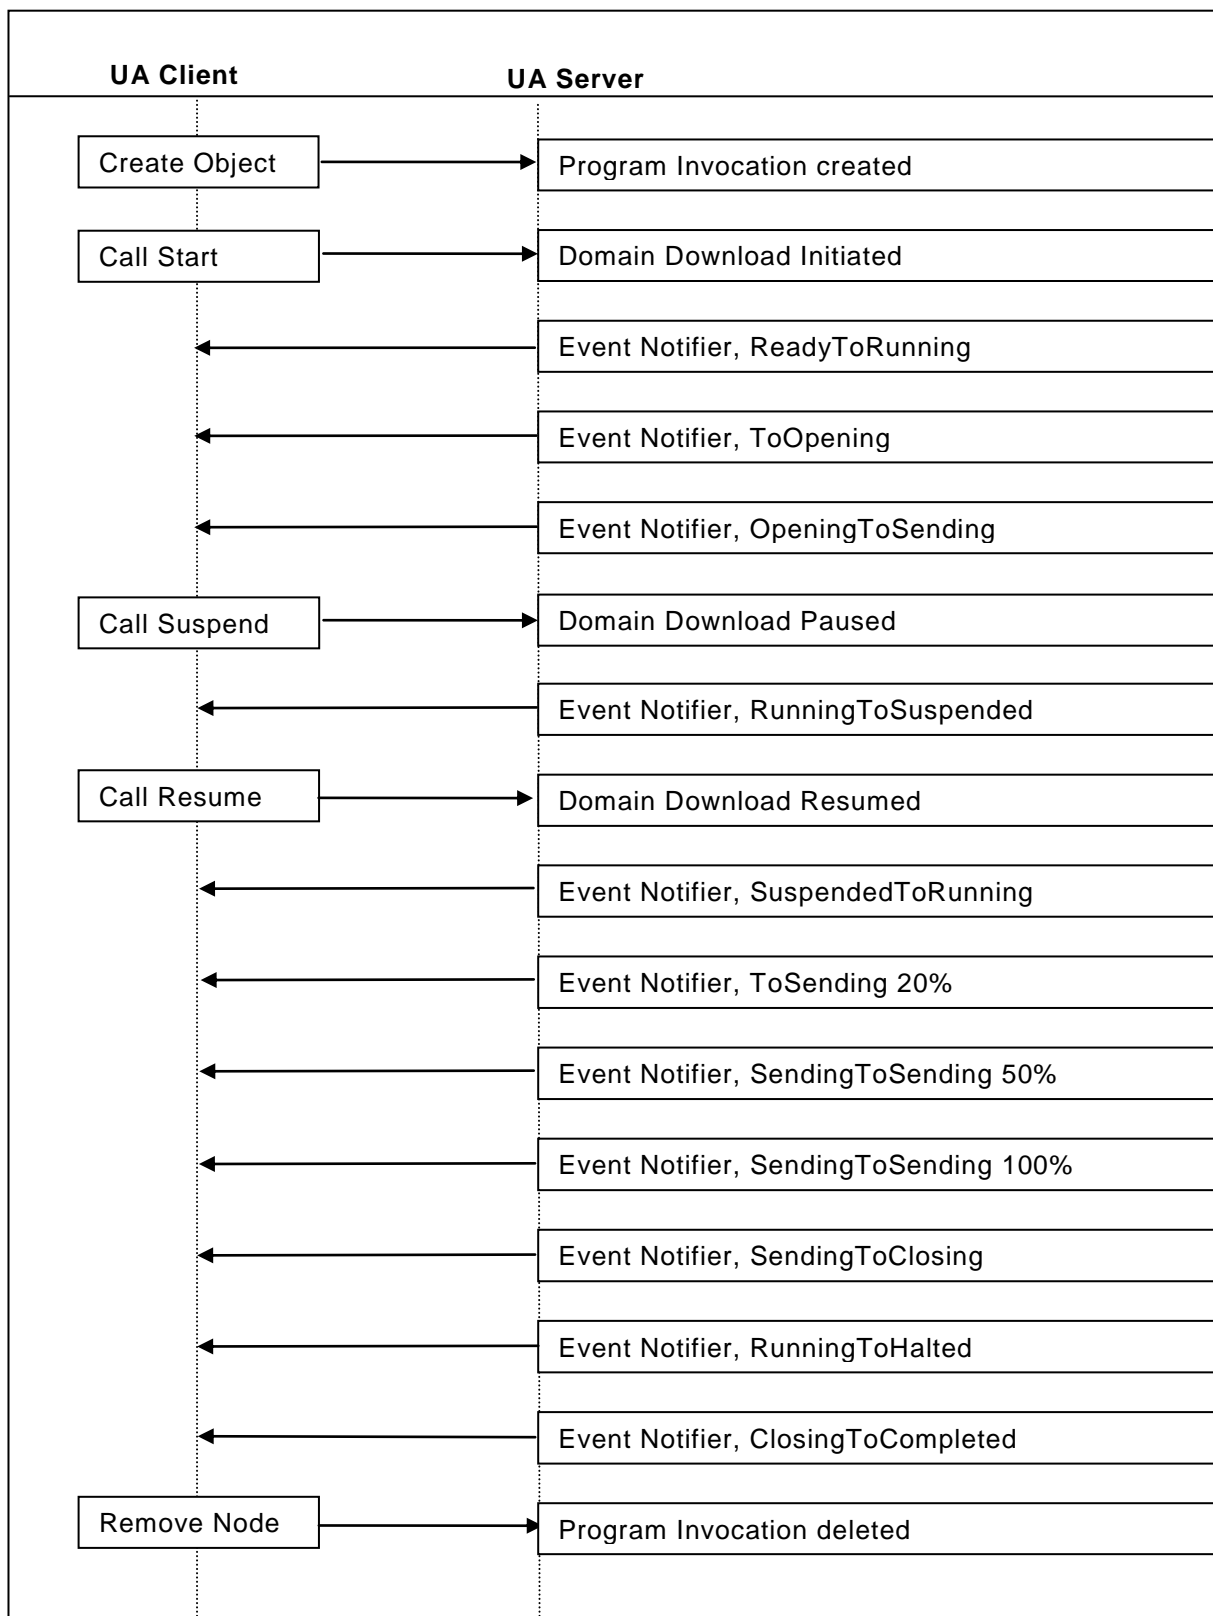 UA Client
UA Server
Create Object
Program Invocation created
Call Start
Domain Download Initiated
Event Notifier, ReadyToRunning
Event Notifier, ToOpening
Event Notifier, OpeningToSending
Call Suspend
Domain Download Paused
Event Notifier, RunningToSuspended
Call Resume
Domain Download Resumed
Event Notifier, SuspendedToRunning
Event Notifier, ToSending 20%
Event Notifier, SendingToSending 50%
Event Notifier, SendingToSending 100%
Event Notifier, SendingToClosing
Event Notifier, RunningToHalted
Event Notifier, ClosingToCompleted
Remove Node
Program Invocation deleted